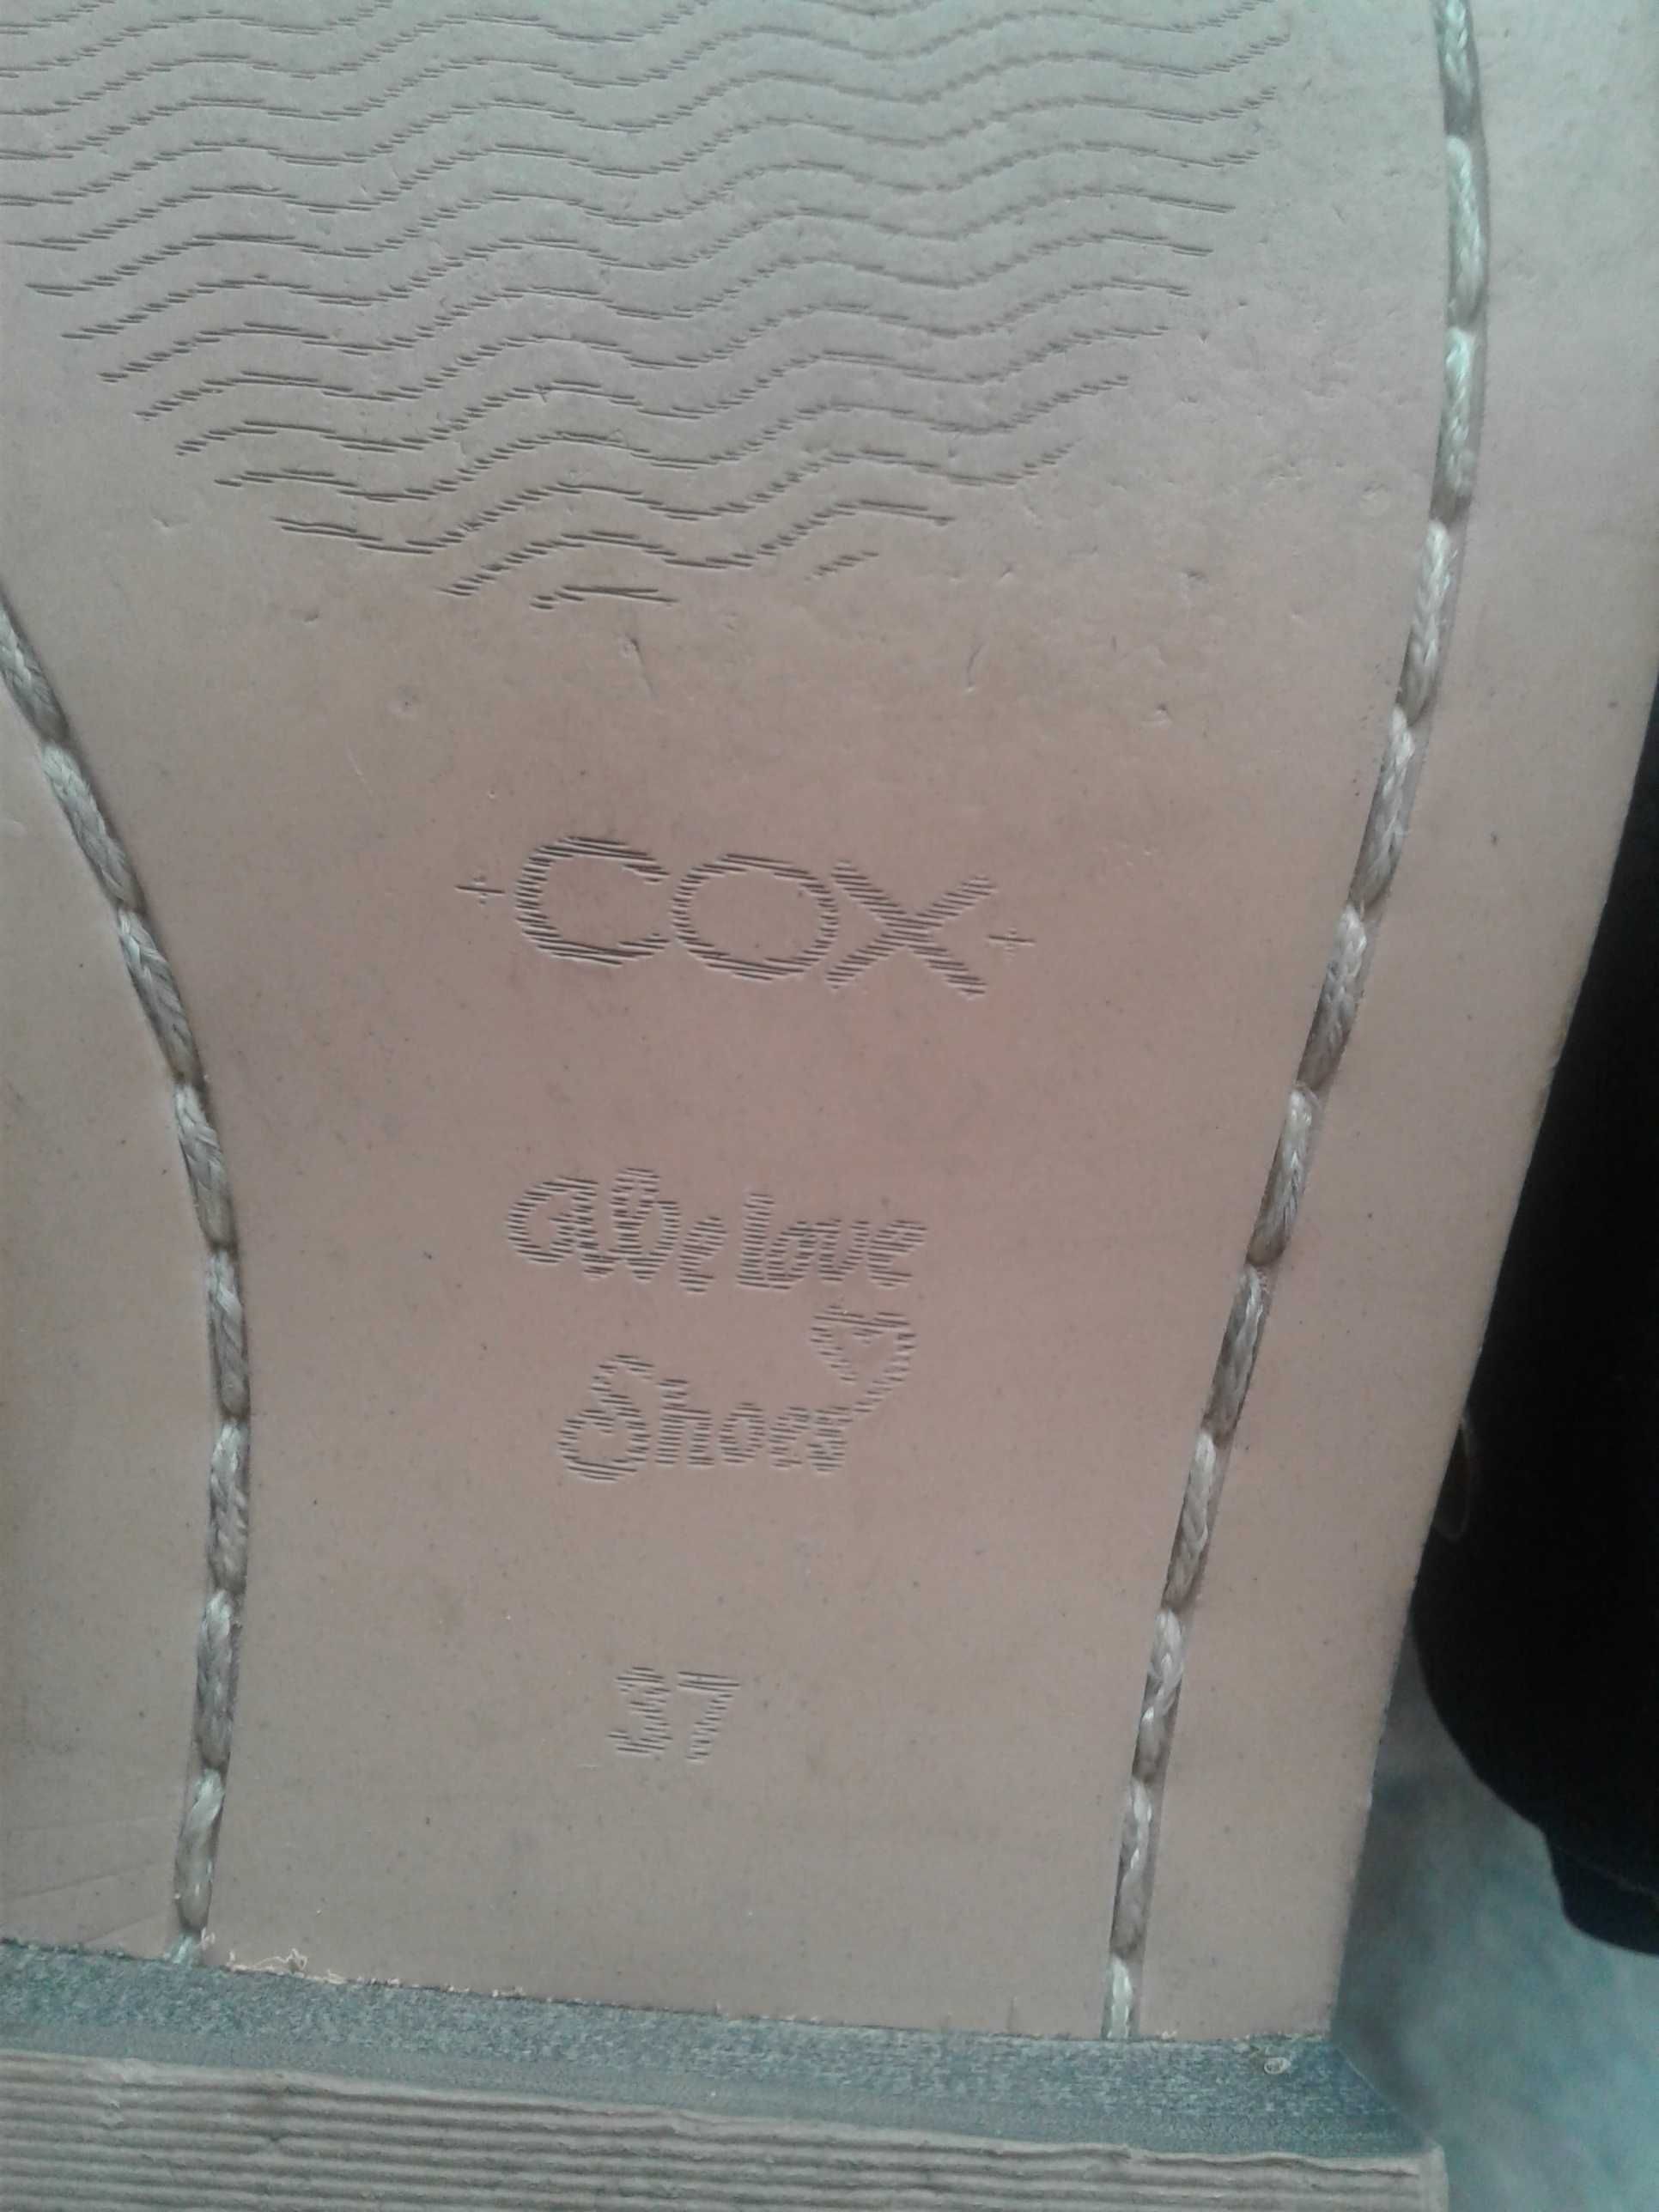 +COX+
We love
Shoes
37